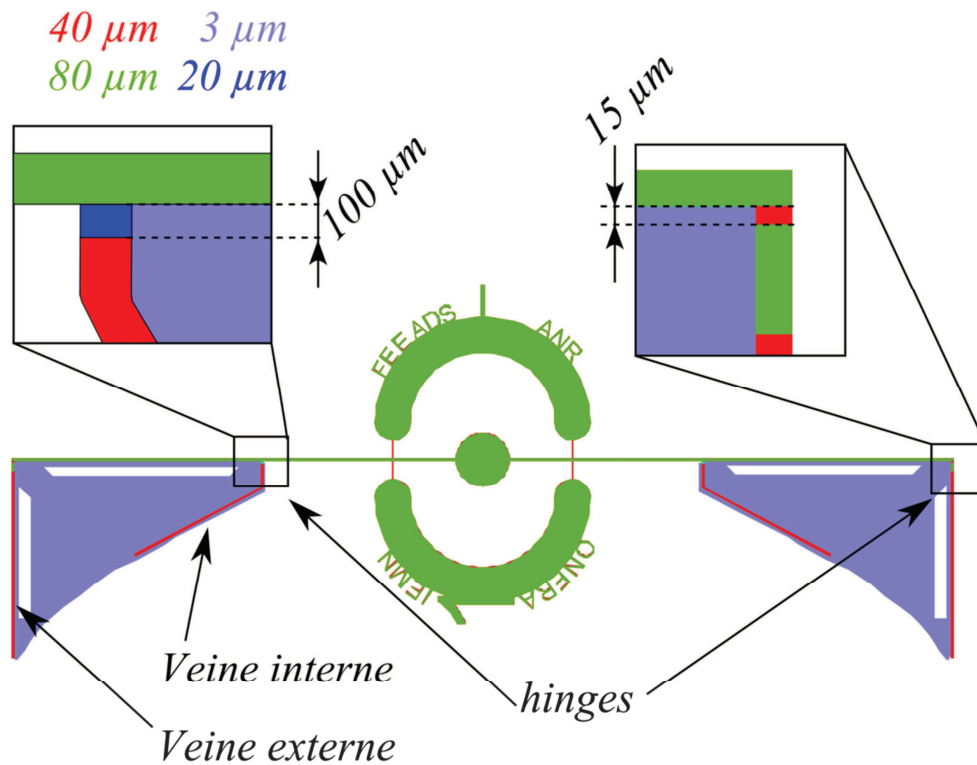 40 µm 3 µm
80 µm 20 µm
100 µm
15 µm
FEEADS
ANR
IEMN
ONERA
Veine interne
hinges
Veine externe